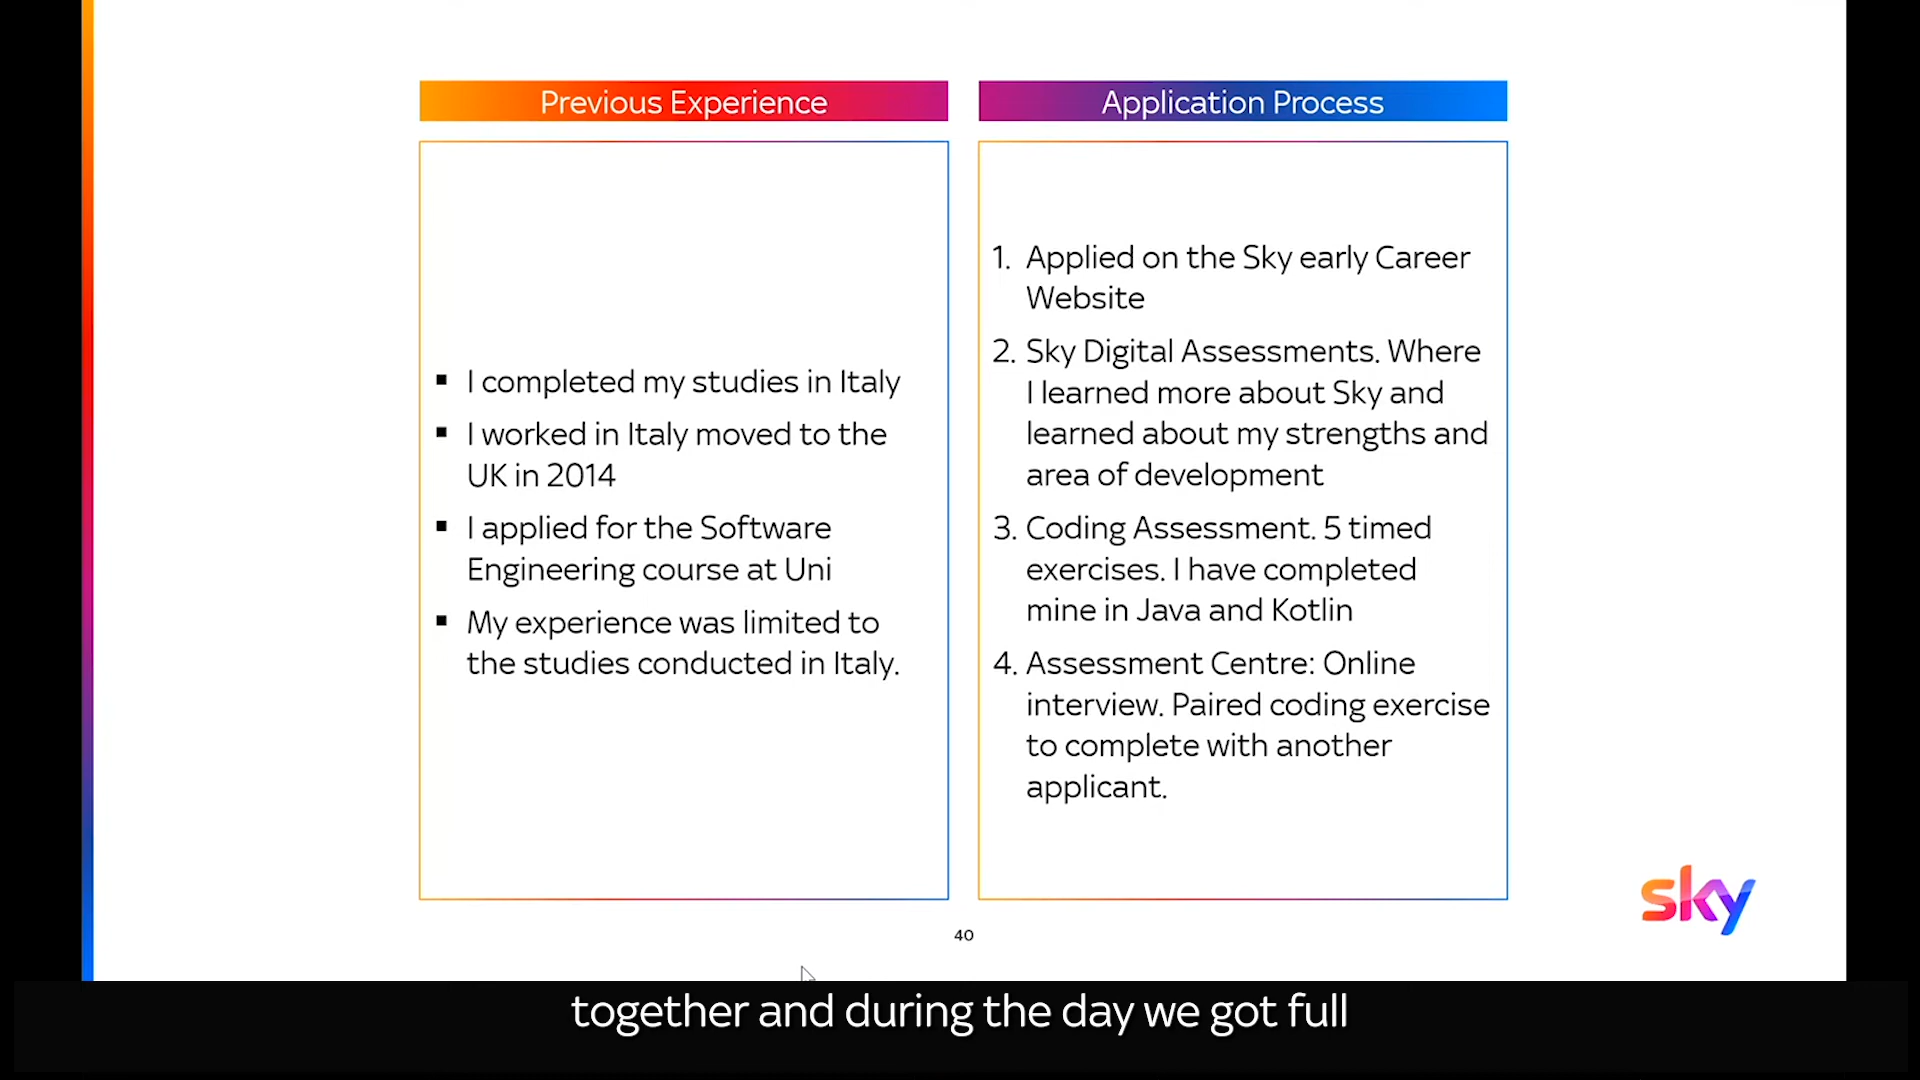 Previous Experience
I completed my studies in Italy
I worked in Italy moved to the
UK in 2014
I applied for the Software
Engineering course at Uni
My experience was limited to
the studies conducted in Italy.
Application Process
1. Applied on the Sky early Career
Website
2. Sky Digital Assessments. Where
I learned more about Sky and
learned about my strengths and
area of development
3. Coding Assessment. 5 timed
exercises. I have completed
mine in Java and Kotlin
4. Assessment Centre: Online
interview. Paired coding exercise
to complete with another
applicant.
sky
40
together and during the day we got full